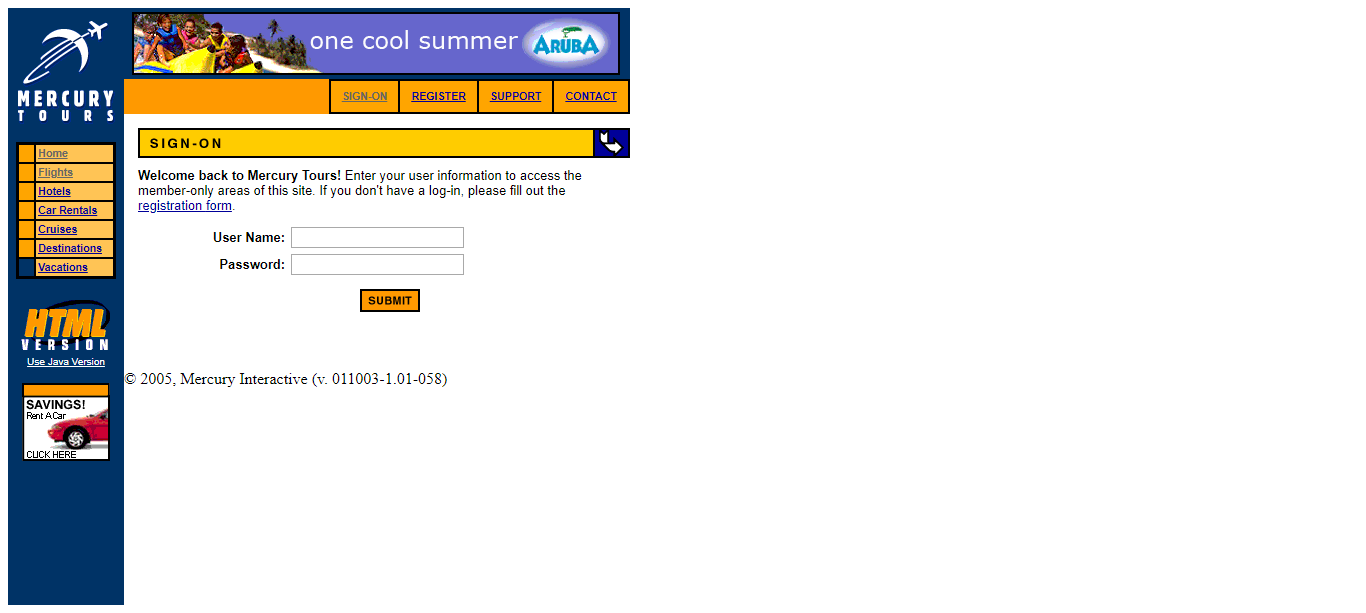 MERCURY
TOURS
one cool summer
ARUBA
SIGN-ON
REGISTER
SUPPORT
CONTACT
Home
Flights
Hotels
Car Rentals
Cruises
Destinations
Vacations
HTML
VERSION
Use Java Version
SAVINGS!
Rent A Car
CLICK HERE
SIGN-ON
Welcome back to Mercury Tours! Enter your user information to access the
member-only areas of this site. If you don't have a log-in, please fill out the
registration form.
User Name:
Password:
SUBMIT
© 2005, Mercury Interactive (v. 011003-1.01-058)